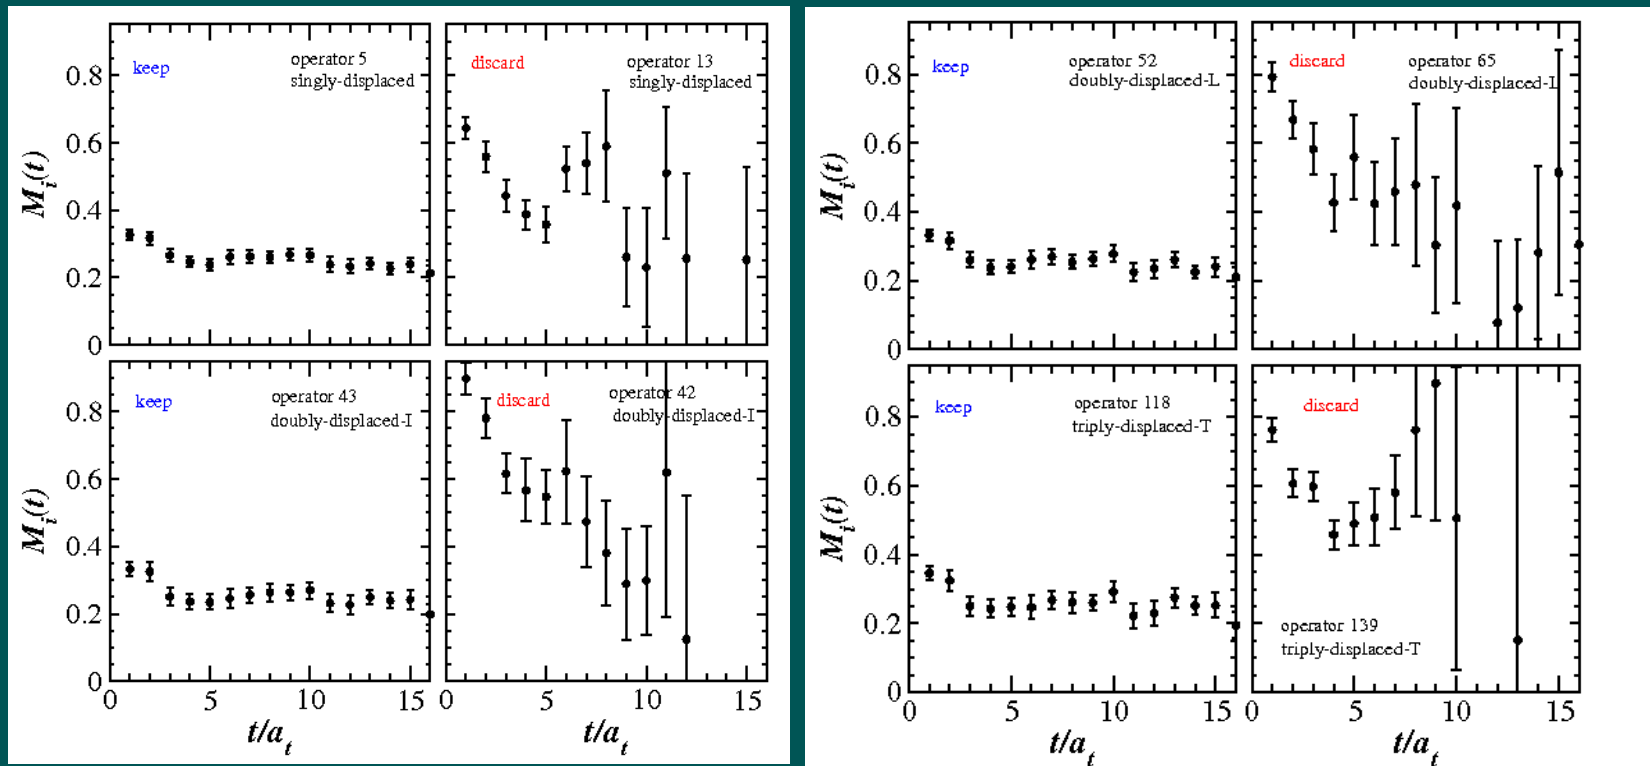 keep
operator 5
singly-displaced
discard
operator 13
singly-displaced
0.8
0.6
0.4
0.2
0
M_i(t)
keep
operator 43
doubly-displaced-I
discard
operator 42
doubly-displaced-I
0.8
0.6
0.4
0.2
0
M_i(t)
0 5 10 15 0 5 10 15
t/a_t t/a_t
keep
operator 52
doubly-displaced-L
discard
operator 65
doubly-displaced-L
0.8
0.6
0.4
0.2
0
M_i(t)
keep
operator 118
triply-displaced-T
discard
operator 139
triply-displaced-T
0.8
0.6
0.4
0.2
0
M_i(t)
0 5 10 15 0 5 10 15
t/a_t t/a_t